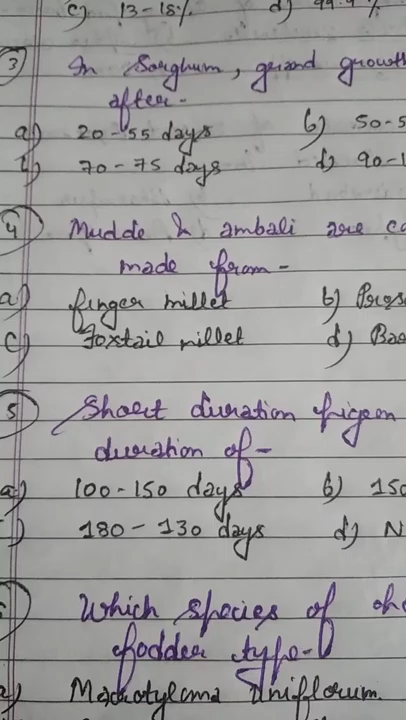 c) 13-15% d)
3 In Sorghum, grand growth
after-
a) 20-55 days b) 50-5
70-75 days d) 90-1
4 Mudde & ambali are
made from-
a) finger millet b)
c) Foxtail millet d)
5 Short duration pigeon
duration of-
a) 100-150 days b) 150
180-130 days d) N
Which species of
fodder type-
a) Macrotyloma Uniflorum.